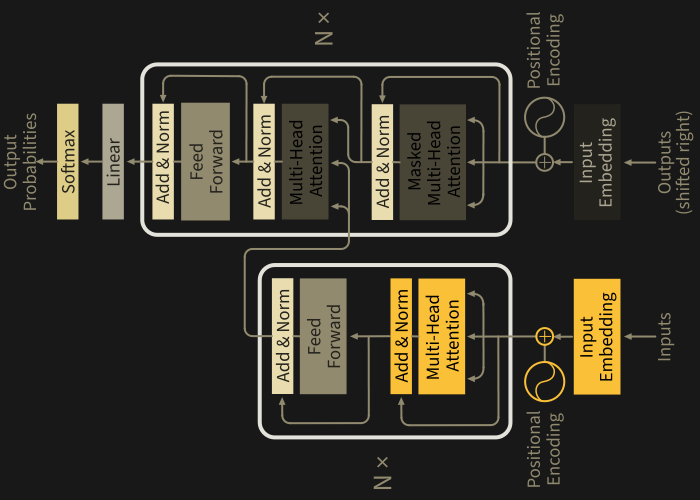 Output
Probabilities
Softmax
Linear
Add & Norm
Feed
Forward
Add & Norm
Multi-Head
Attention
Add & Norm
Masked
Multi-Head
Attention
N ×
Positional
Encoding
Input
Embedding
Outputs
(shifted right)
Add & Norm
Feed
Forward
Add & Norm
Multi-Head
Attention
N ×
Positional
Encoding
Input
Embedding
Inputs